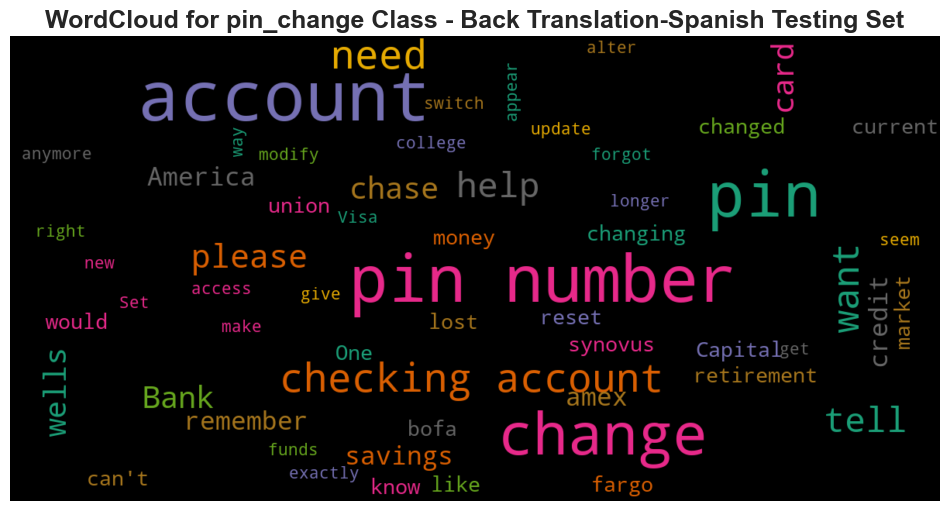 WordCloud for pin_change Class - Back Translation-Spanish Testing Set
need
alter
card
account
switch
appear
update
changed
current
way
college
anymore
modify
forgot
America
chase
help
longer
pin
union
Visa
right
money
changing
seem
please
new
access
give
pin number
want
credit
market
Set
would
make
lost
reset
One
synovus
Capital
get
wells
checking account
retirement
Bank
amex
remember
bofa
change
tell
funds
savings
exactly
can't
know
like
fargo